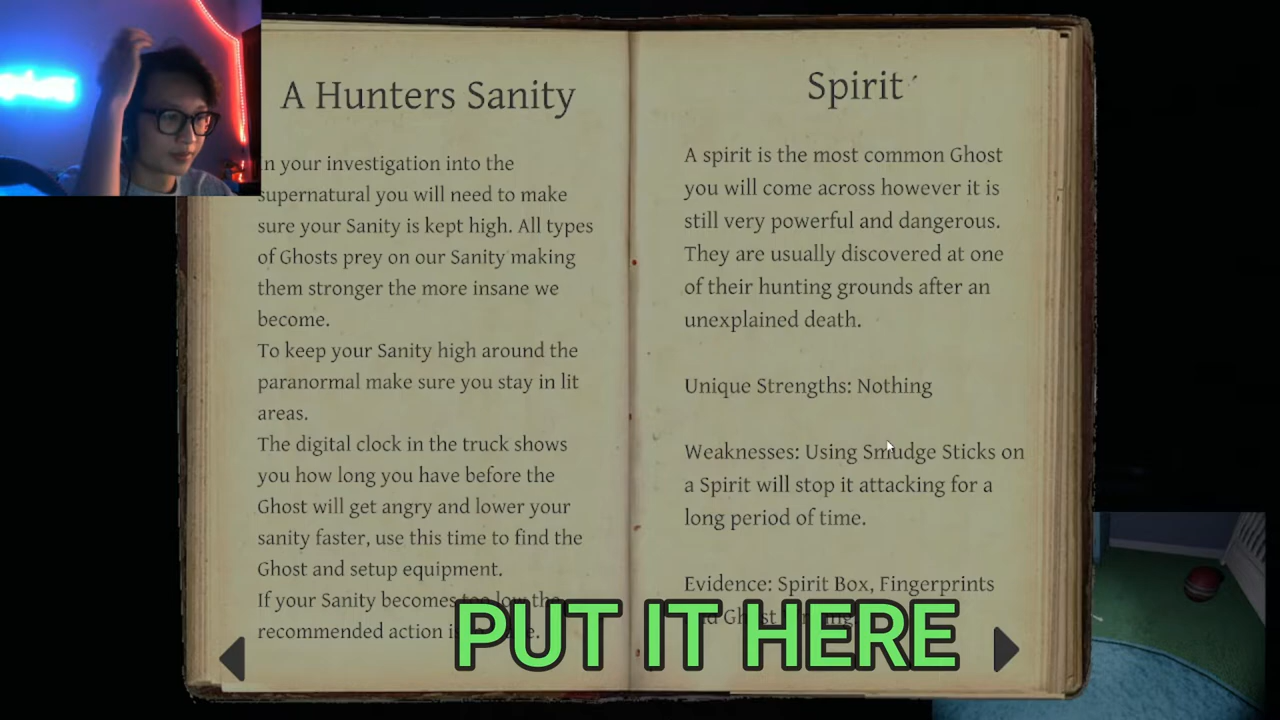 A Hunters Sanity
In your investigation into the
supernatural you will need to make
sure your Sanity is kept high. All types
of Ghosts prey on our Sanity making
them stronger the more insane we
become.
To keep your Sanity high around the
paranormal make sure you stay in lit
areas.
The digital clock in the truck shows
you how long you have before the
Ghost will get angry and lower your
sanity faster, use this time to find the
Ghost and setup equipment.
If your Sanity becomes too low the
recommended action is
Spirit
A spirit is the most common Ghost
you will come across however it is
still very powerful and dangerous.
They are usually discovered at one
of their hunting grounds after an
unexplained death.
Unique Strengths: Nothing
Weaknesses: Using Smudge Sticks on
a Spirit will stop it attacking for a
long period of time.
Evidence: Spirit Box, Fingerprints
and Ghost
PUT IT HERE